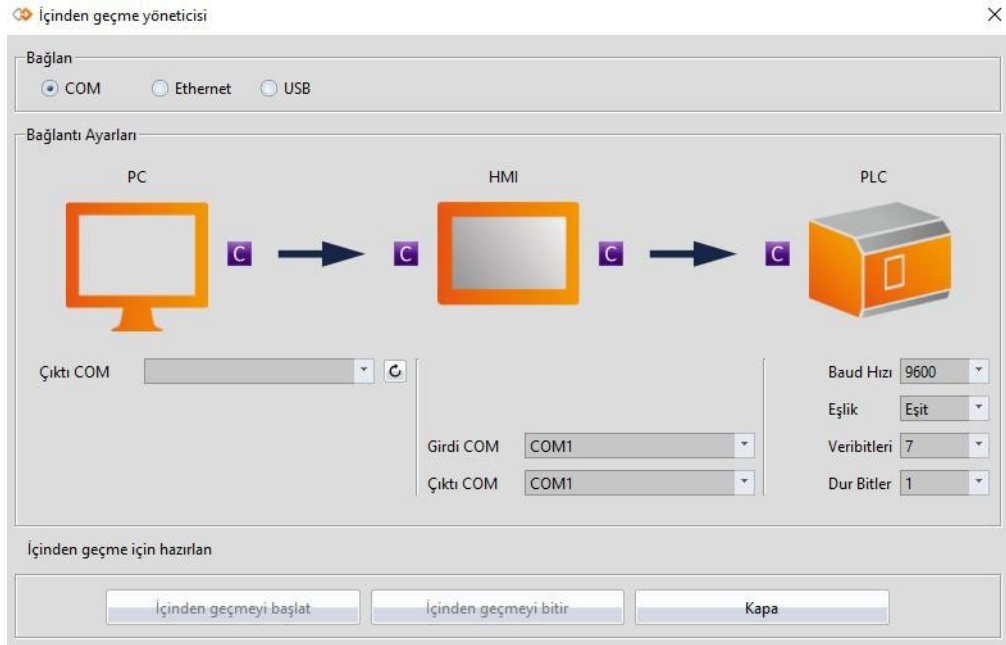 İçinden geçme yöneticisi
Bağlan
COM Ethernet USB
Bağlantı Ayarları
PC HMI PLC
C C C C
Çıktı COM
Baud Hızı 9600
Eşlik Eşit
Girdi COM COM1
Veribitleri 7
Çıktı COM COM1
Dur Bitler 1
İçinden geçme için hazırlan
İçinden geçmeyi başlat İçinden geçmeyi bitir Kapa